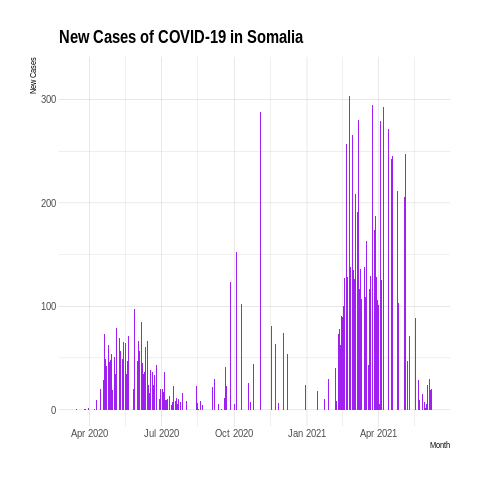 New Cases of COVID-19 in Somalia
New Cases
300
200
100
0
Apr 2020 Jul 2020 Oct 2020 Jan 2021 Apr 2021
Month